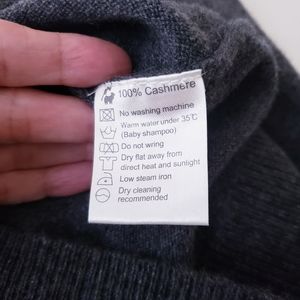 100% Cashmere
No washing machine
Warm water under 35℃
(Baby shampoo)
Do not wring
Dry flat away from
direct heat and sunlight
Low steam iron
Dry cleaning
recommended